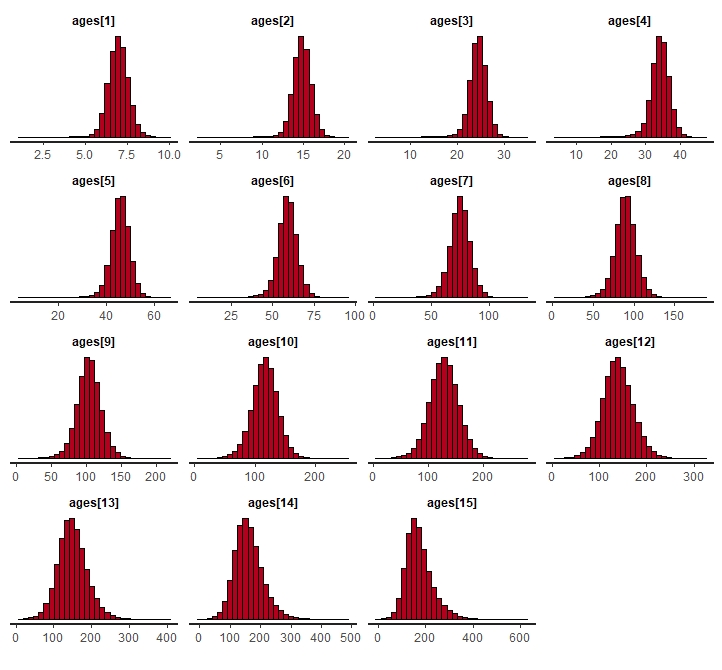 ages[1] ages[2] ages[3] ages[4]
2.5 5.0 7.5 10.0 5 10 15 20 10 20 30 10 20 30 40
ages[5] ages[6] ages[7] ages[8]
20 40 60 25 50 75 100 0 50 100 0 50 100 150
ages[9] ages[10] ages[11] ages[12]
0 50 100 150 200 0 100 200 0 100 200 0 100 200 300
ages[13] ages[14] ages[15]
0 100 200 300 400 0 100 200 300 400 500 0 200 400 600